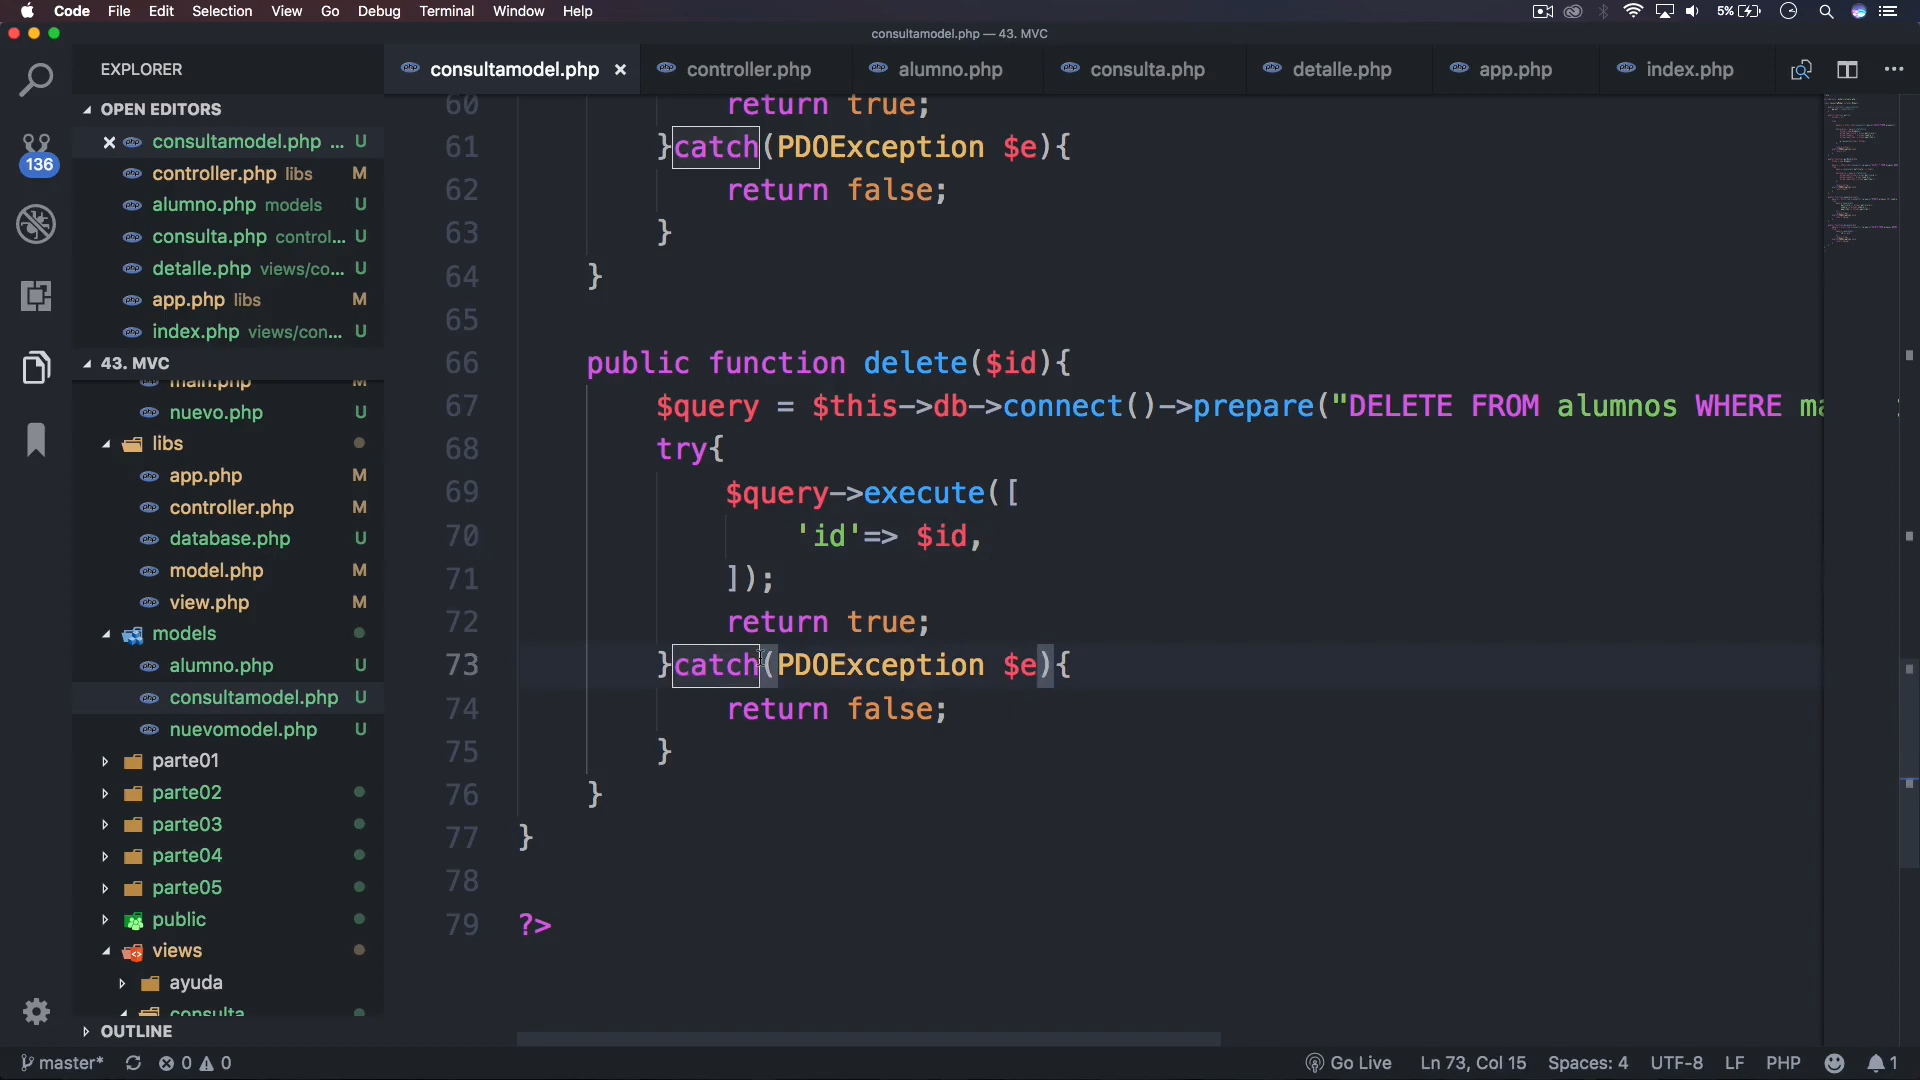 Code File Edit Selection View Go Debug Terminal Window Help 5%
consultamodel.php — 43. MVC
EXPLORER
consultamodel.php
controller.php
alumno.php
consulta.php
detalle.php
app.php
index.php
OPEN EDITORS
consultamodel.php ... U
controller.php libs M
alumno.php models U
consulta.php control... U
detalle.php views/co... U
app.php libs M
index.php views/con... U
136
43. MVC
main.php M
nuevo.php U
libs
app.php M
controller.php M
database.php U
model.php M
view.php M
models
alumno.php U
consultamodel.php U
nuevomodel.php U
parte01
parte02
parte03
parte04
parte05
public
views
ayuda
consulta
OUTLINE
60 return true;
61 }catch(PDOException $e){
62 return false;
63 }
64 }
65
66 public function delete($id){
67 $query = $this->db->connect()->prepare("DELETE FROM alumnos WHERE ma
68 try{
69 $query->execute([
70 'id'=> $id,
71 ]);
72 return true;
73 }catch(PDOException $e){
74 return false;
75 }
76 }
77 }
78
79 ?>
master* 0 0 Go Live Ln 73, Col 15 Spaces: 4 UTF-8 LF PHP 1